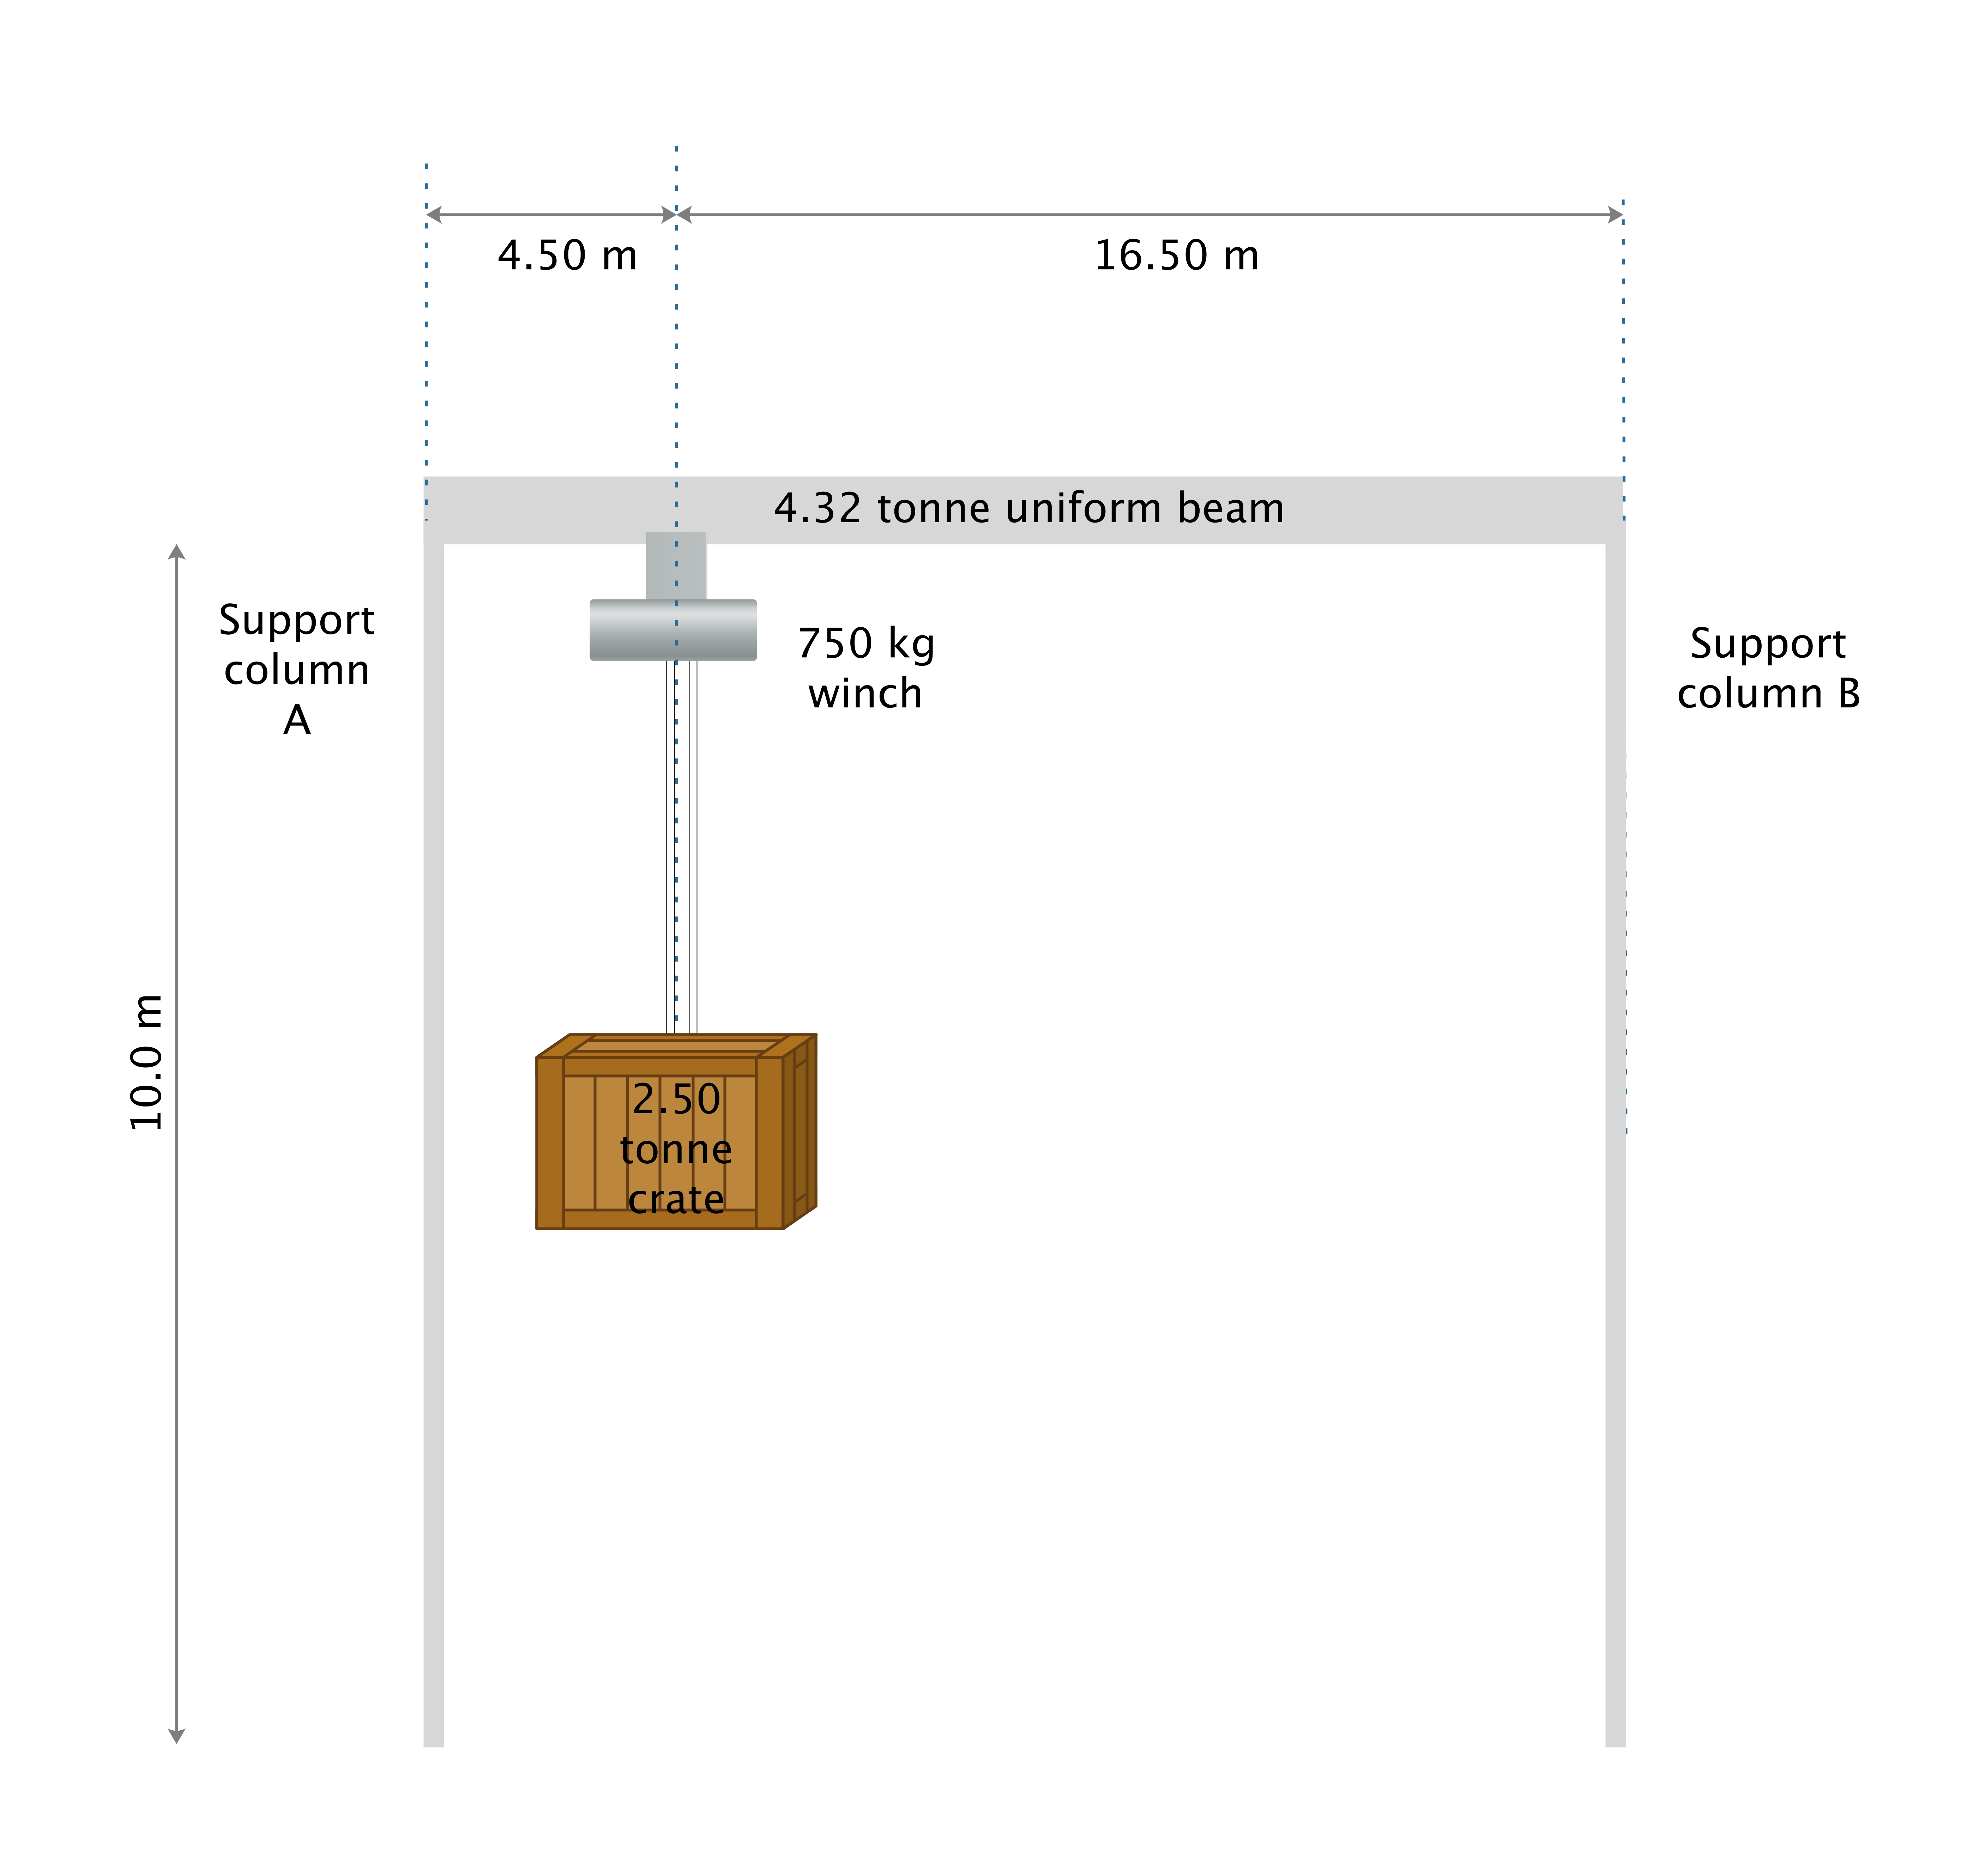 4.50 m
16.50 m
4.32 tonne uniform beam
Support
column
A
750 kg
winch
Support
column B
10.0 m
2.50
tonne
crate